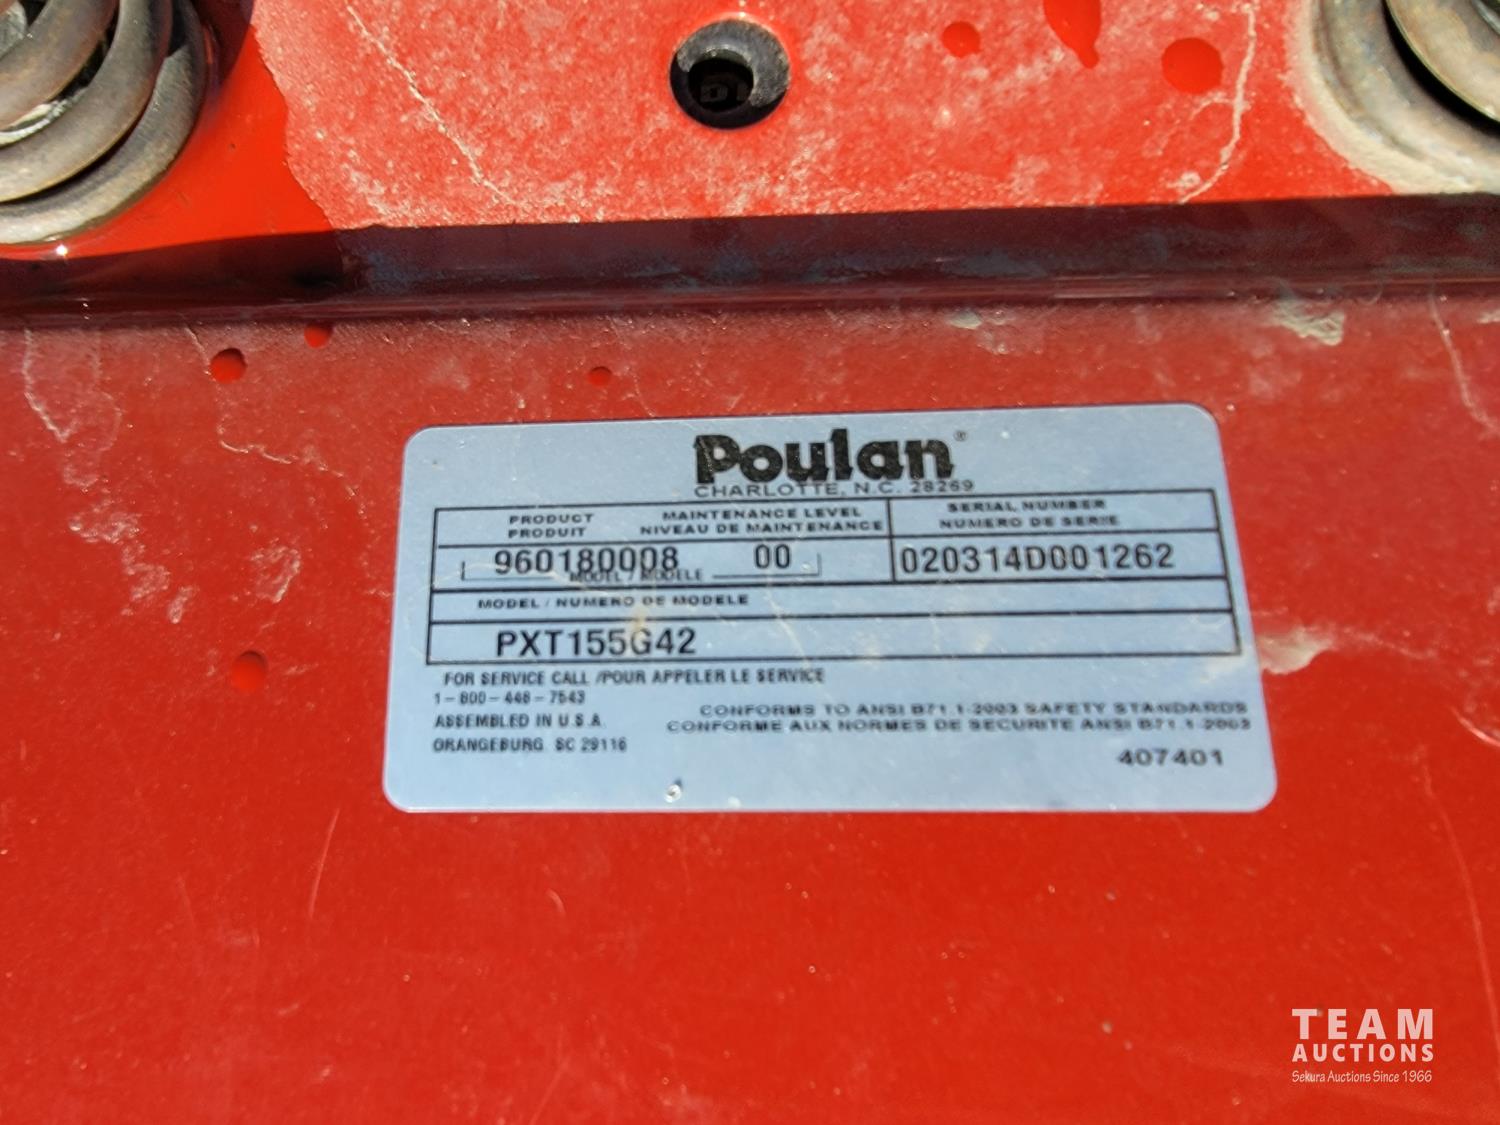 Poulan®
CHARLOTTE, N.C. 28269
PRODUCT MAINTENANCE LEVEL
PRODUIT NIVEAU DE MAINTENANCE
SERIAL NUMBER
NUMERO DE SERIE
960180008 00
020314D001262
MODEL / MODELE
MODEL / NUMERO DE MODELE
PXT155G42
FOR SERVICE CALL /POUR APPELER LE SERVICE
1-800-448-7543
ASSEMBLED IN U.S.A.
ORANGEBURG SC 29116
CONFORMS TO ANSI B71.1-2003 SAFETY STANDARDS
CONFORME AUX NORMES DE SECURITE ANSI B71.1-2003
407401
TEAM
AUCTIONS
Sekura Auctions Since 1966